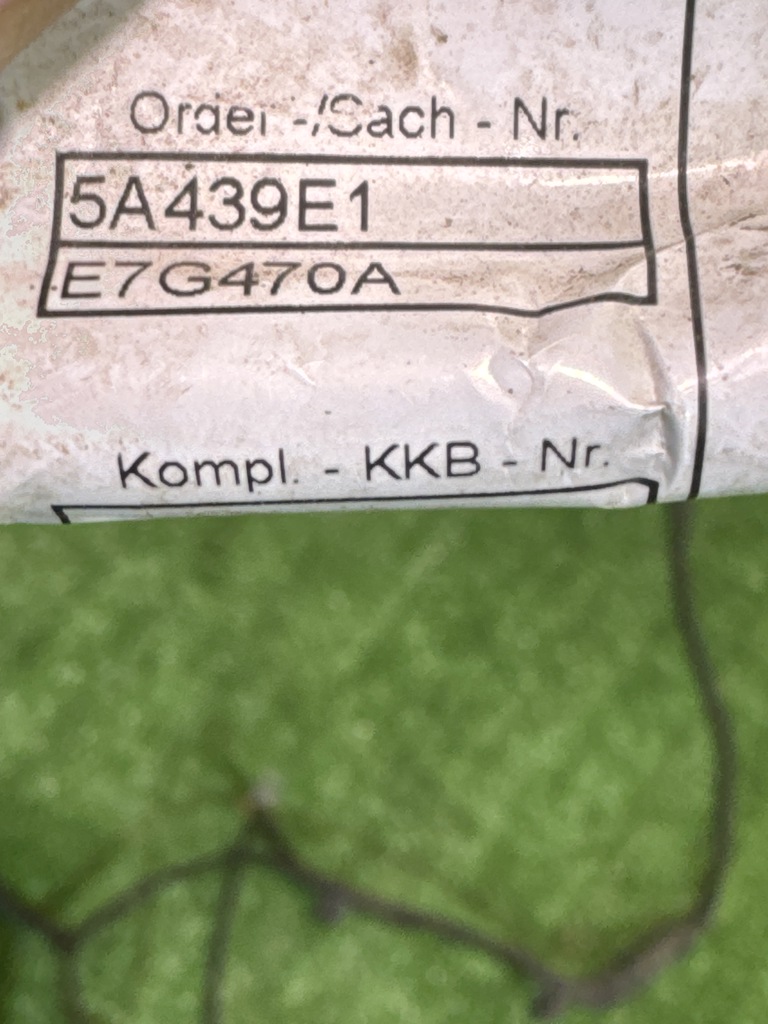 Order -/Sach - Nr.
5A439E1
E7G470A
Kompl. - KKB - Nr.